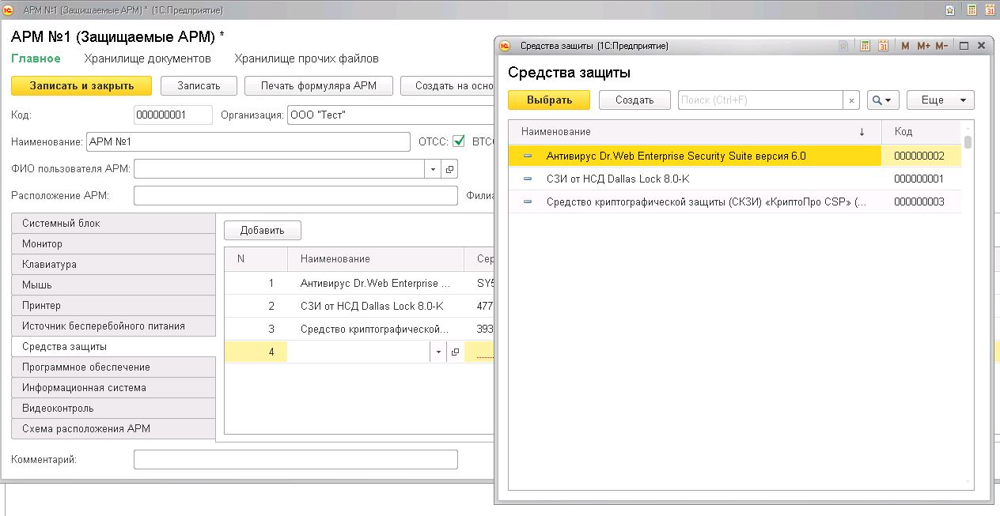 АРМ №1 (Защищаемые АРМ) * (1С:Предприятие)
31
АРМ №1 (Защищаемые АРМ) *
Главное Хранилище документов Хранилище прочих файлов
Записать и закрыть Записать Печать формуляра АРМ Создать на осно
Код: 000000001 Организация: ООО "Тест"
Наименование: АРМ №1 ОТСС: ВТС
ФИО пользователя АРМ:
Расположение АРМ: Филиа
Системный блок
Монитор
Клавиатура
Мышь
Принтер
Источник бесперебойного питания
Средства защиты
Программное обеспечение
Информационная система
Видеоконтроль
Схема расположения АРМ
Добавить
N Наименование Сер
1 Антивирус Dr.Web Enterprise ... SY5
2 СЗИ от НСД Dallas Lock 8.0-К 477
3 Средство криптографической... 393
4
Комментарий:
Средства защиты (1С:Предприятие) 31 M M+ M-
Средства защиты
Выбрать Создать Поиск (Ctrl+F) × Еще
Наименование ↓ Код
Антивирус Dr.Web Enterprise Security Suite версия 6.0 000000002
СЗИ от НСД Dallas Lock 8.0-К 000000001
Средство криптографической защиты (СКЗИ) «КриптоПро CSP» (... 000000003